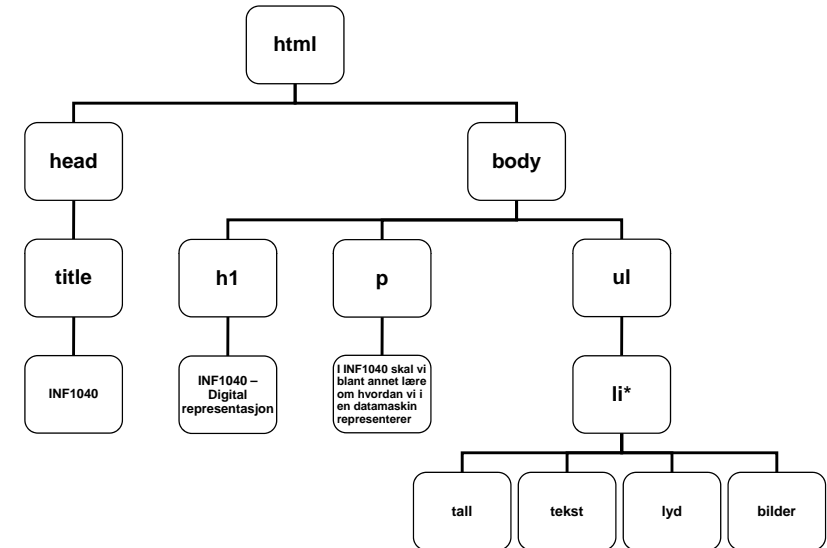 html
head
body
title
h1
p
ul
INF1040
INF1040 –
Digital
representasjon
I INF1040 skal vi
blant annet lære
om hvordan vi i
en datamaskin
representerer
li*
tall
tekst
lyd
bilder